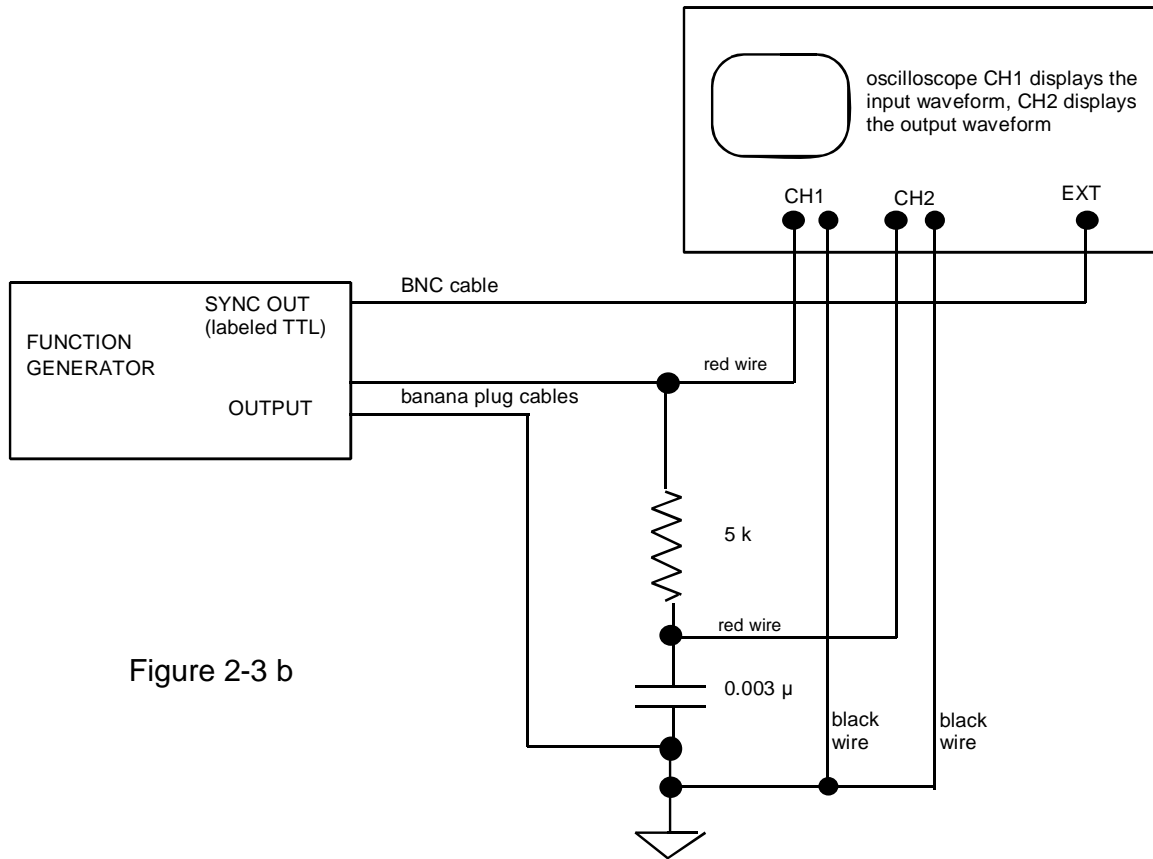 oscilloscope CH1 displays the
input waveform, CH2 displays
the output waveform
CH1
CH2
EXT
BNC cable
SYNC OUT
(labeled TTL)
FUNCTION
GENERATOR
red wire
banana plug cables
OUTPUT
5 k
red wire
Figure 2-3 b
0.003 µ
black
wire
black
wire